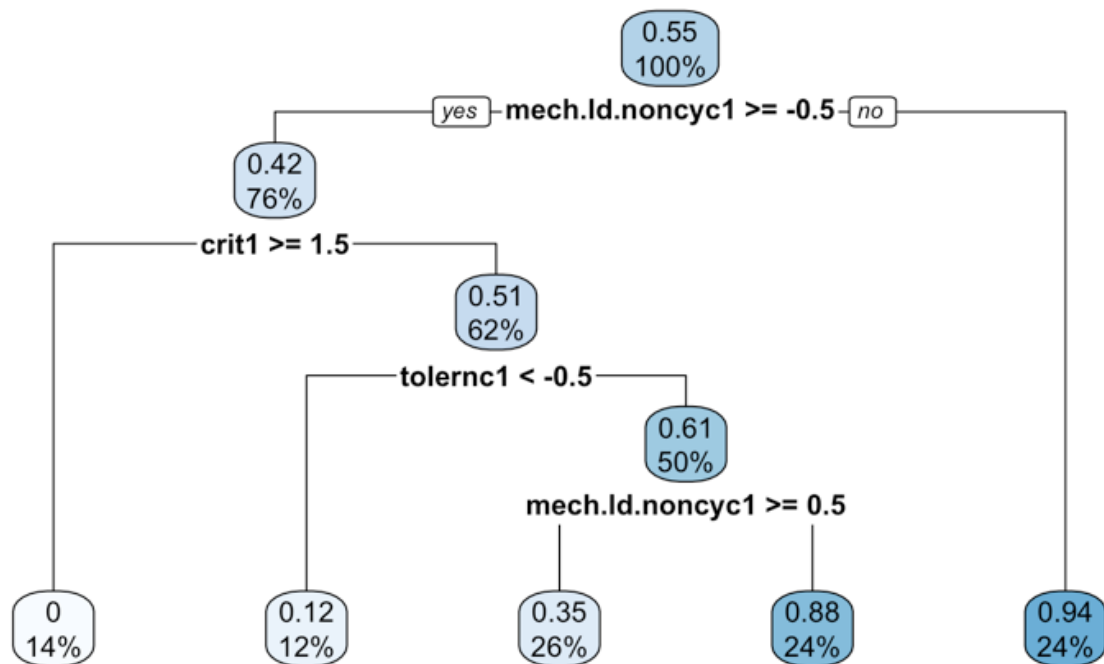 0.55
100%
yes mech.ld.noncyc1 >= -0.5 no
0.42
76%
crit1 >= 1.5
0.51
62%
tolernc1 < -0.5
0.61
50%
mech.ld.noncyc1 >= 0.5
0 0.12 0.35 0.88 0.94
14% 12% 26% 24% 24%